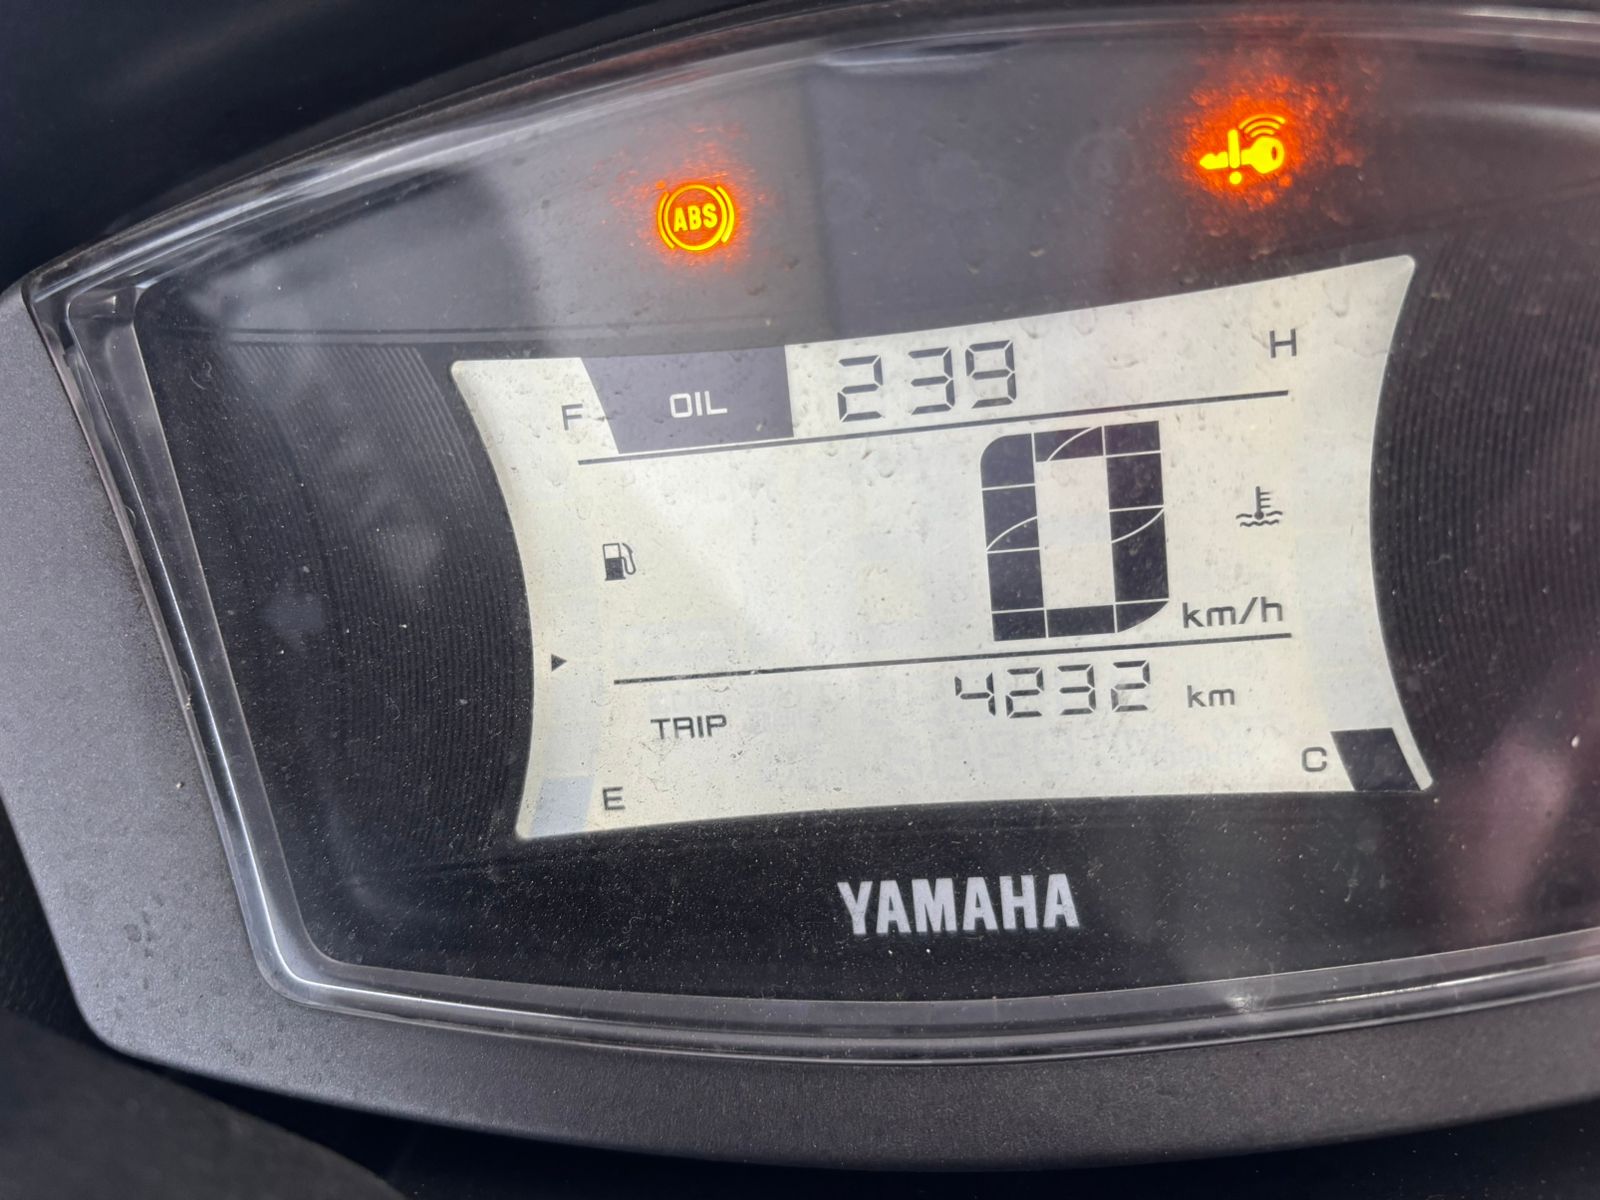 ABS
F OIL 239 H
0 km/h
TRIP 4232 km
E C
YAMAHA